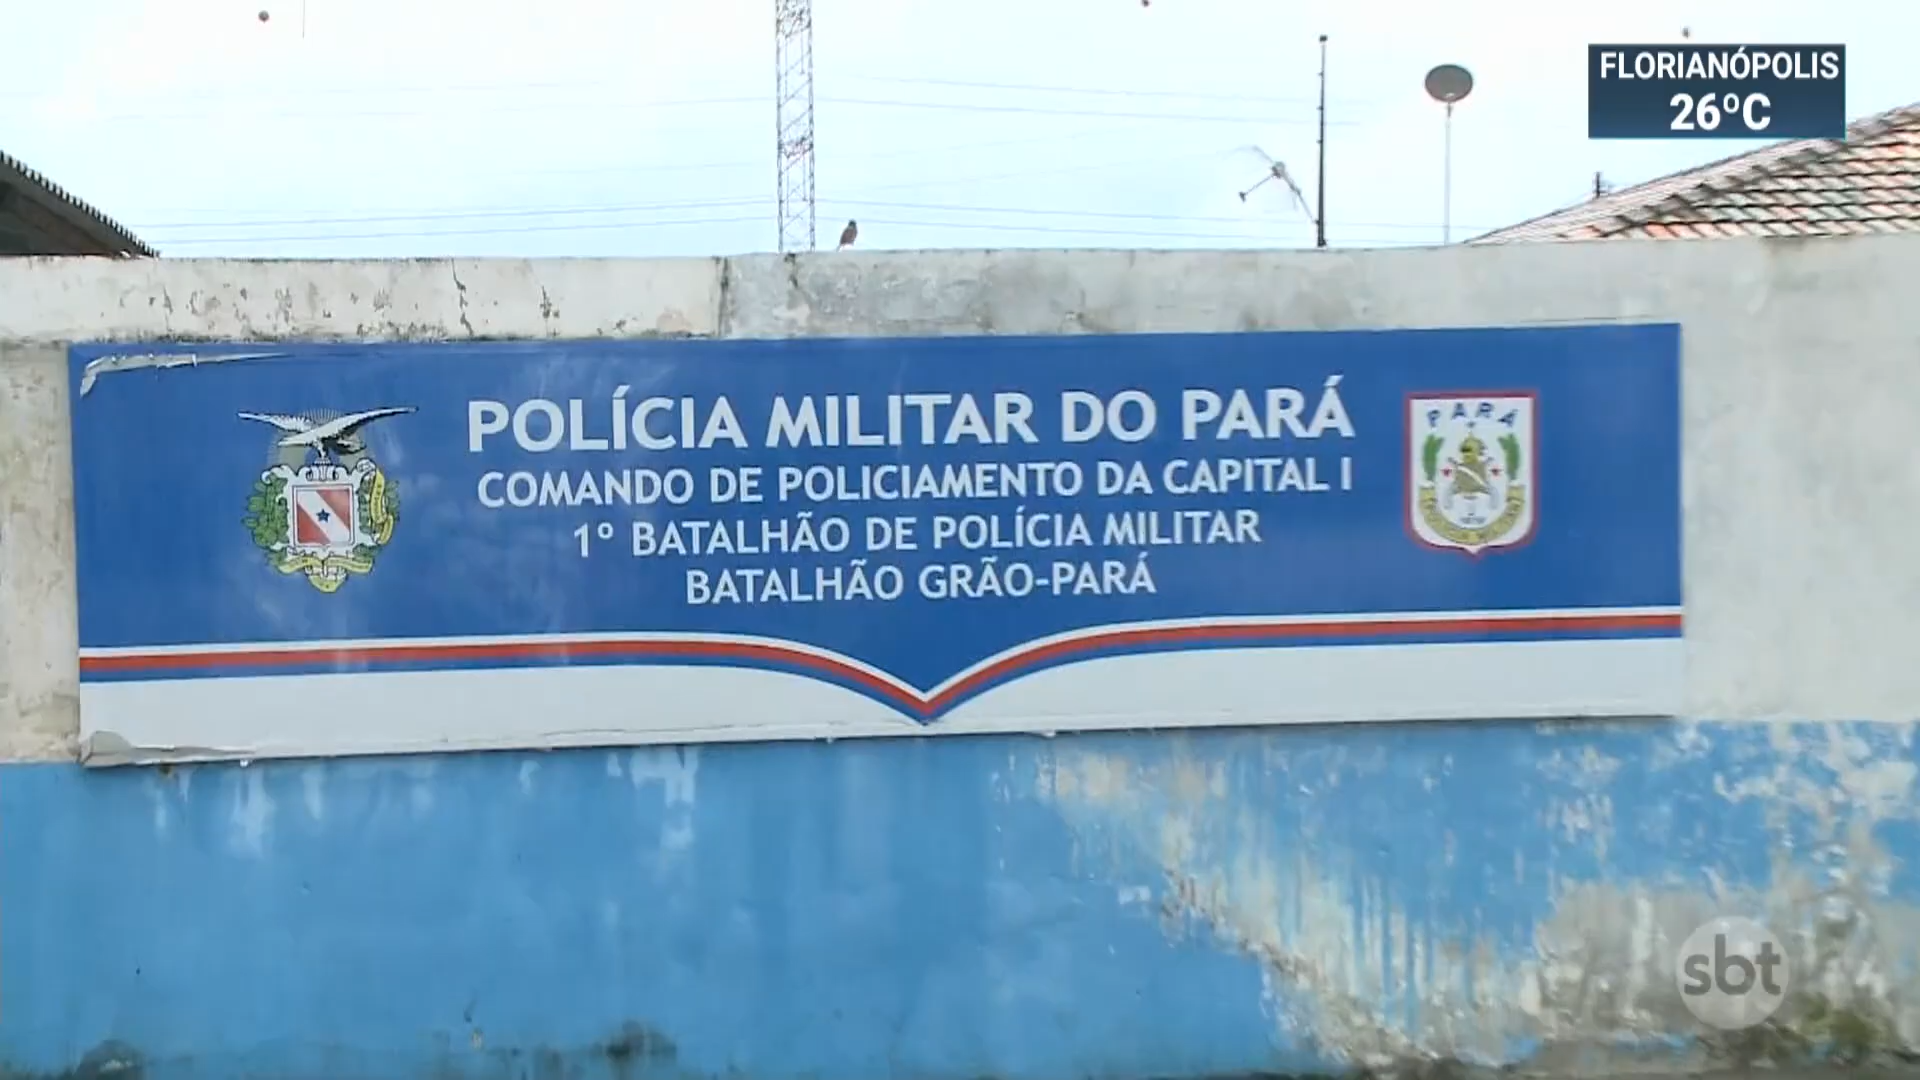 FLORIANÓPOLIS
26ºC
POLÍCIA MILITAR DO PARÁ
COMANDO DE POLICIAMENTO DA CAPITAL I
1º BATALHÃO DE POLÍCIA MILITAR
BATALHÃO GRÃO-PARÁ
PARÁ
sbt